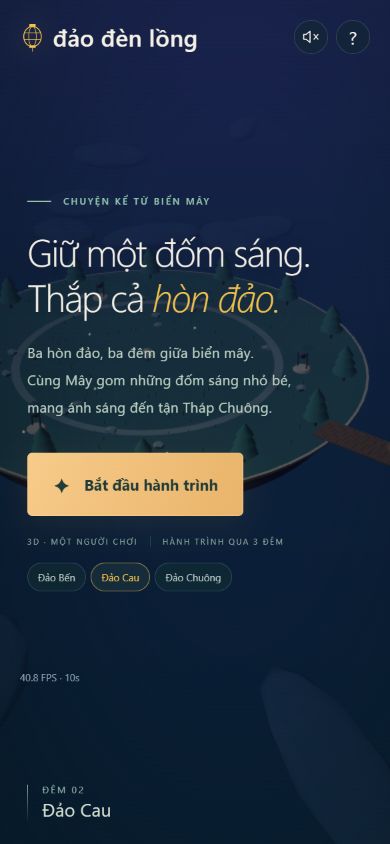 đảo đèn lồng
?
CHUYỆN KỂ TỪ BIỂN MÂY
Giữ một đốm sáng.
Thắp cả hòn đảo.
Ba hòn đảo, ba đêm giữa biển mây.
Cùng Mây gom những đốm sáng nhỏ bé,
mang ánh sáng đến tận Tháp Chuông.
Bắt đầu hành trình
3D · MỘT NGƯỜI CHƠI | HÀNH TRÌNH QUA 3 ĐÊM
Đảo Bến Đảo Cau Đảo Chuông
40.8 FPS · 10s
ĐÊM 02
Đảo Cau